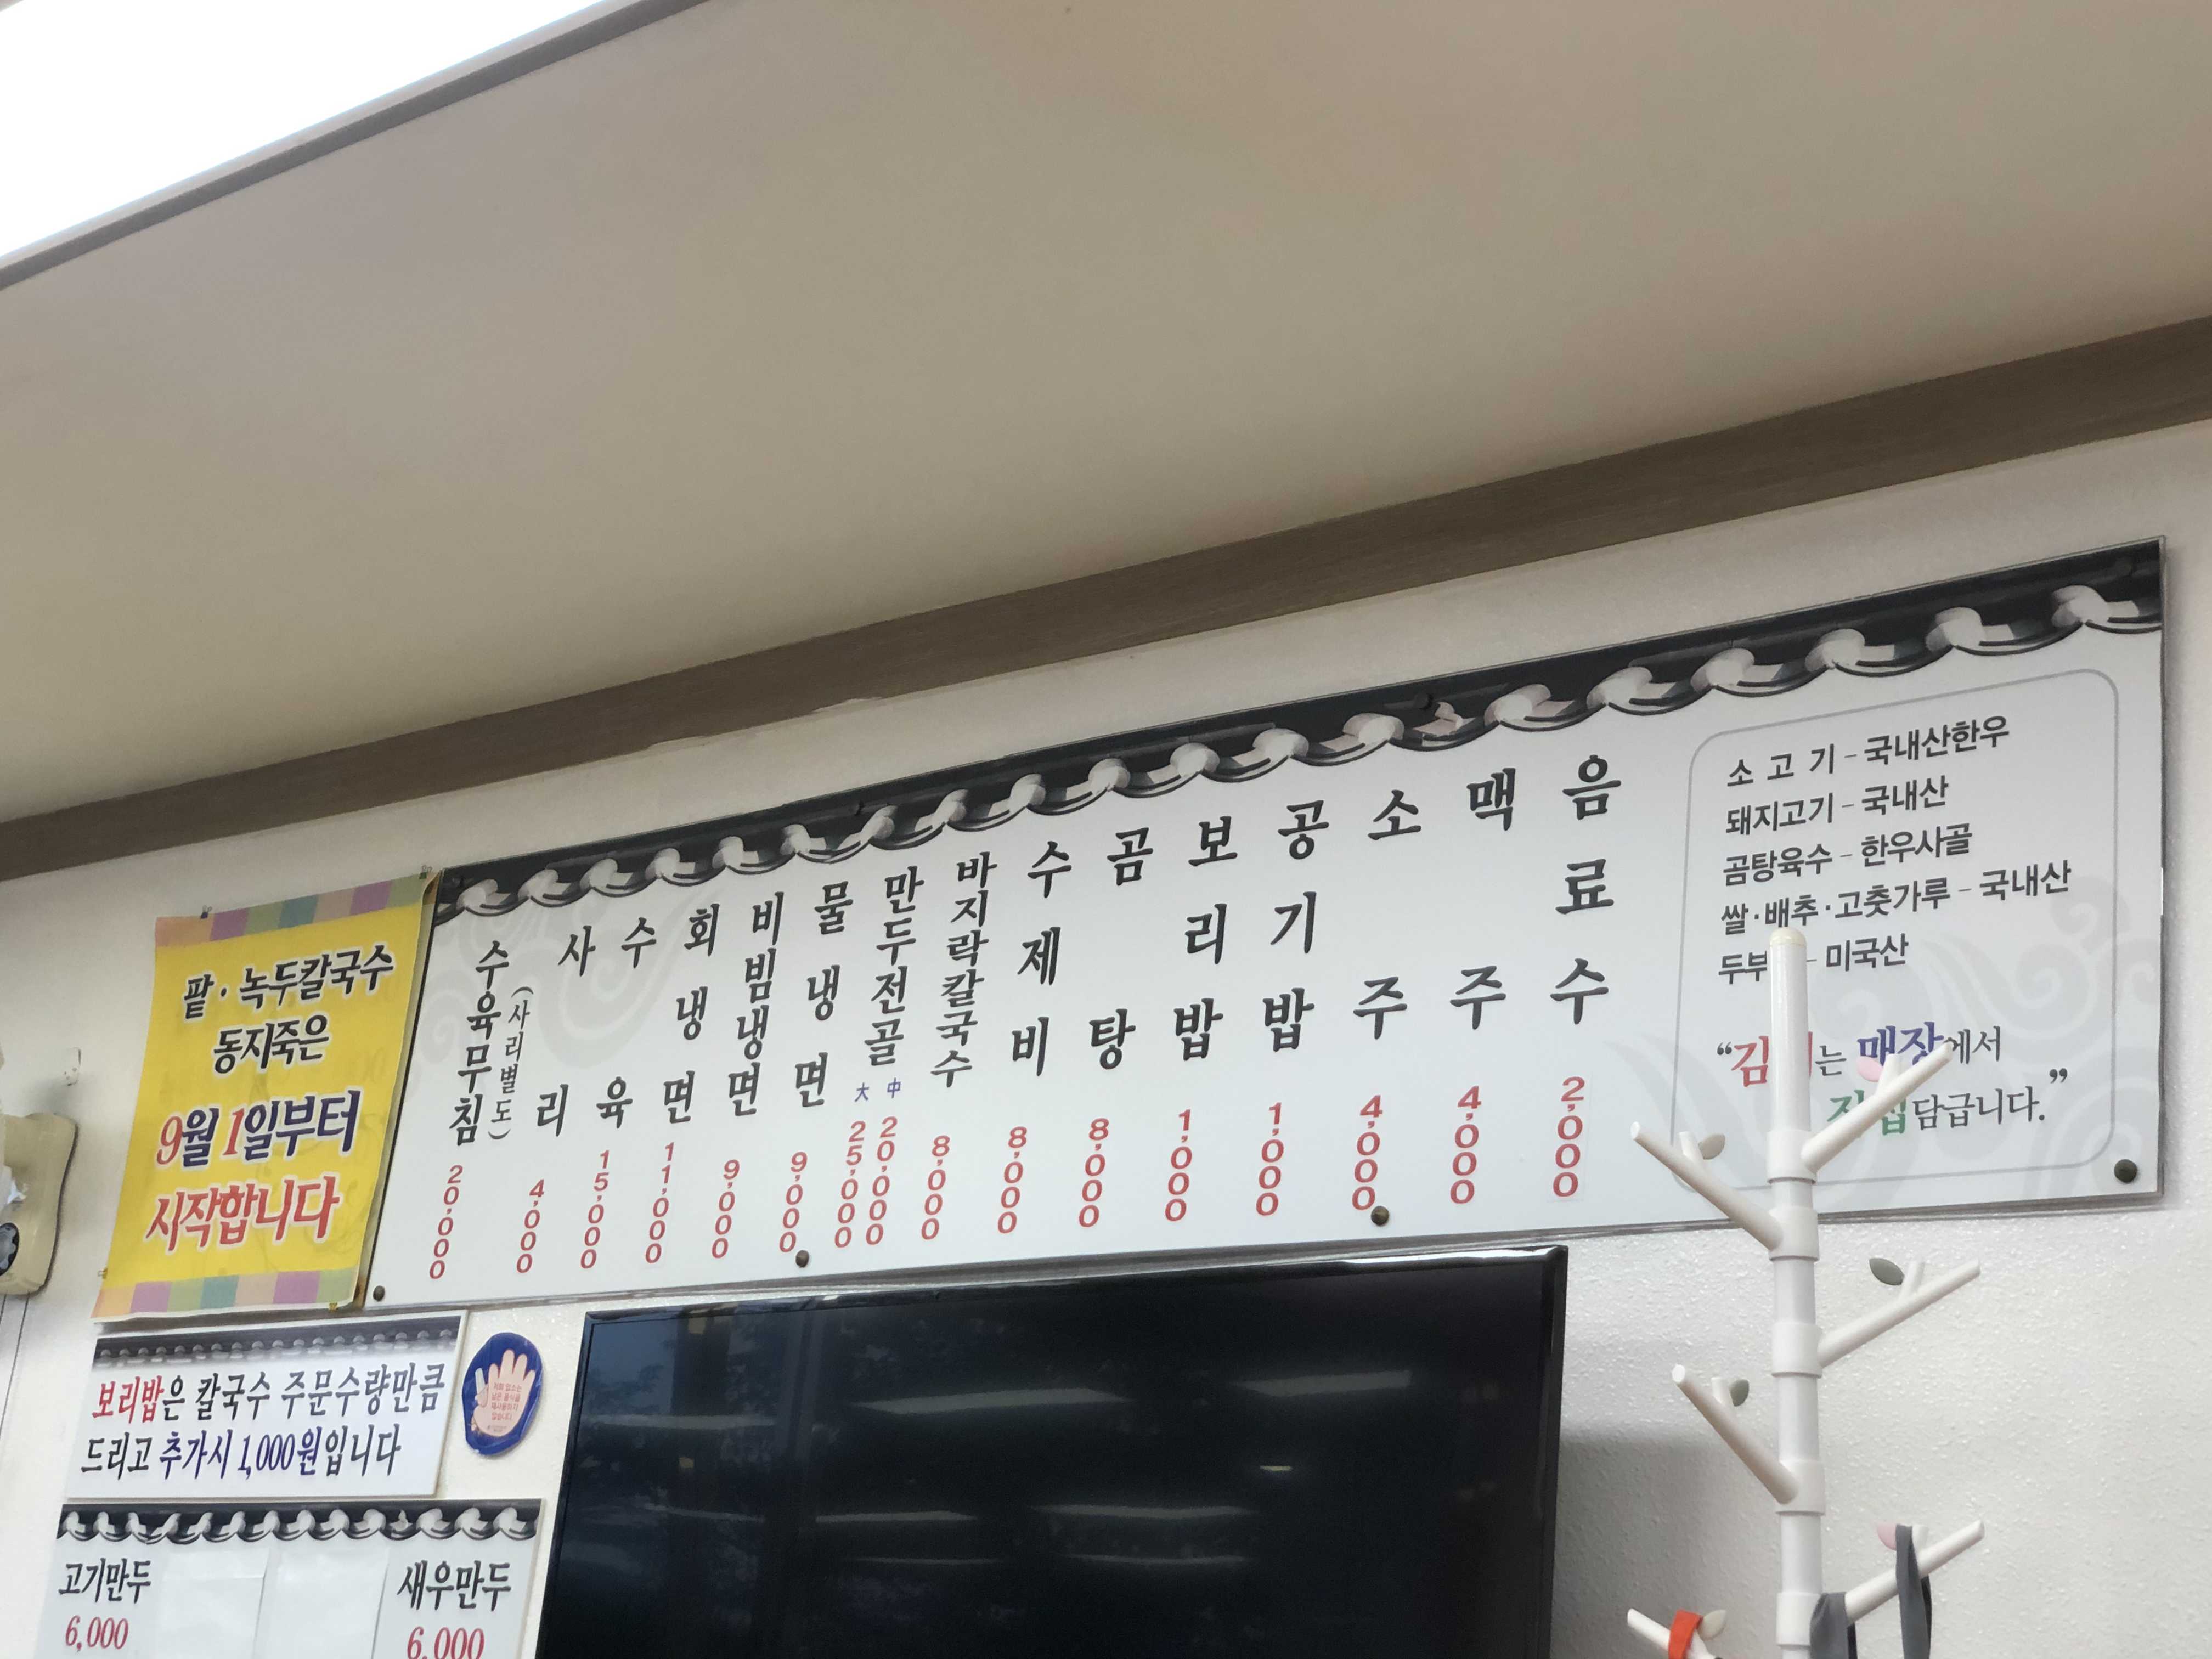 팥·녹두칼국수
동지죽은
9월 1일부터
시작합니다
수육무침 (사리별도) 20,000
사리 4,000
수육 15,000
회냉면 11,000
비빔냉면 9,000
물냉면 9,000
만두전골 大 25,000 中 20,000
바지락칼국수 8,000
수제비 8,000
곰탕 8,000
보리밥 1,000
공기밥 1,000
소주 4,000
맥주 4,000
음료수 2,000
소고기 - 국내산한우
돼지고기 - 국내산
곰탕육수 - 한우사골
쌀·배추·고춧가루 - 국내산
두부 - 미국산
는 매장에서
담급니다.”
보리밥은 칼국수 주문수량만큼
드리고 추가시 1,000원입니다
고기만두
6,000
새우만두
6,000